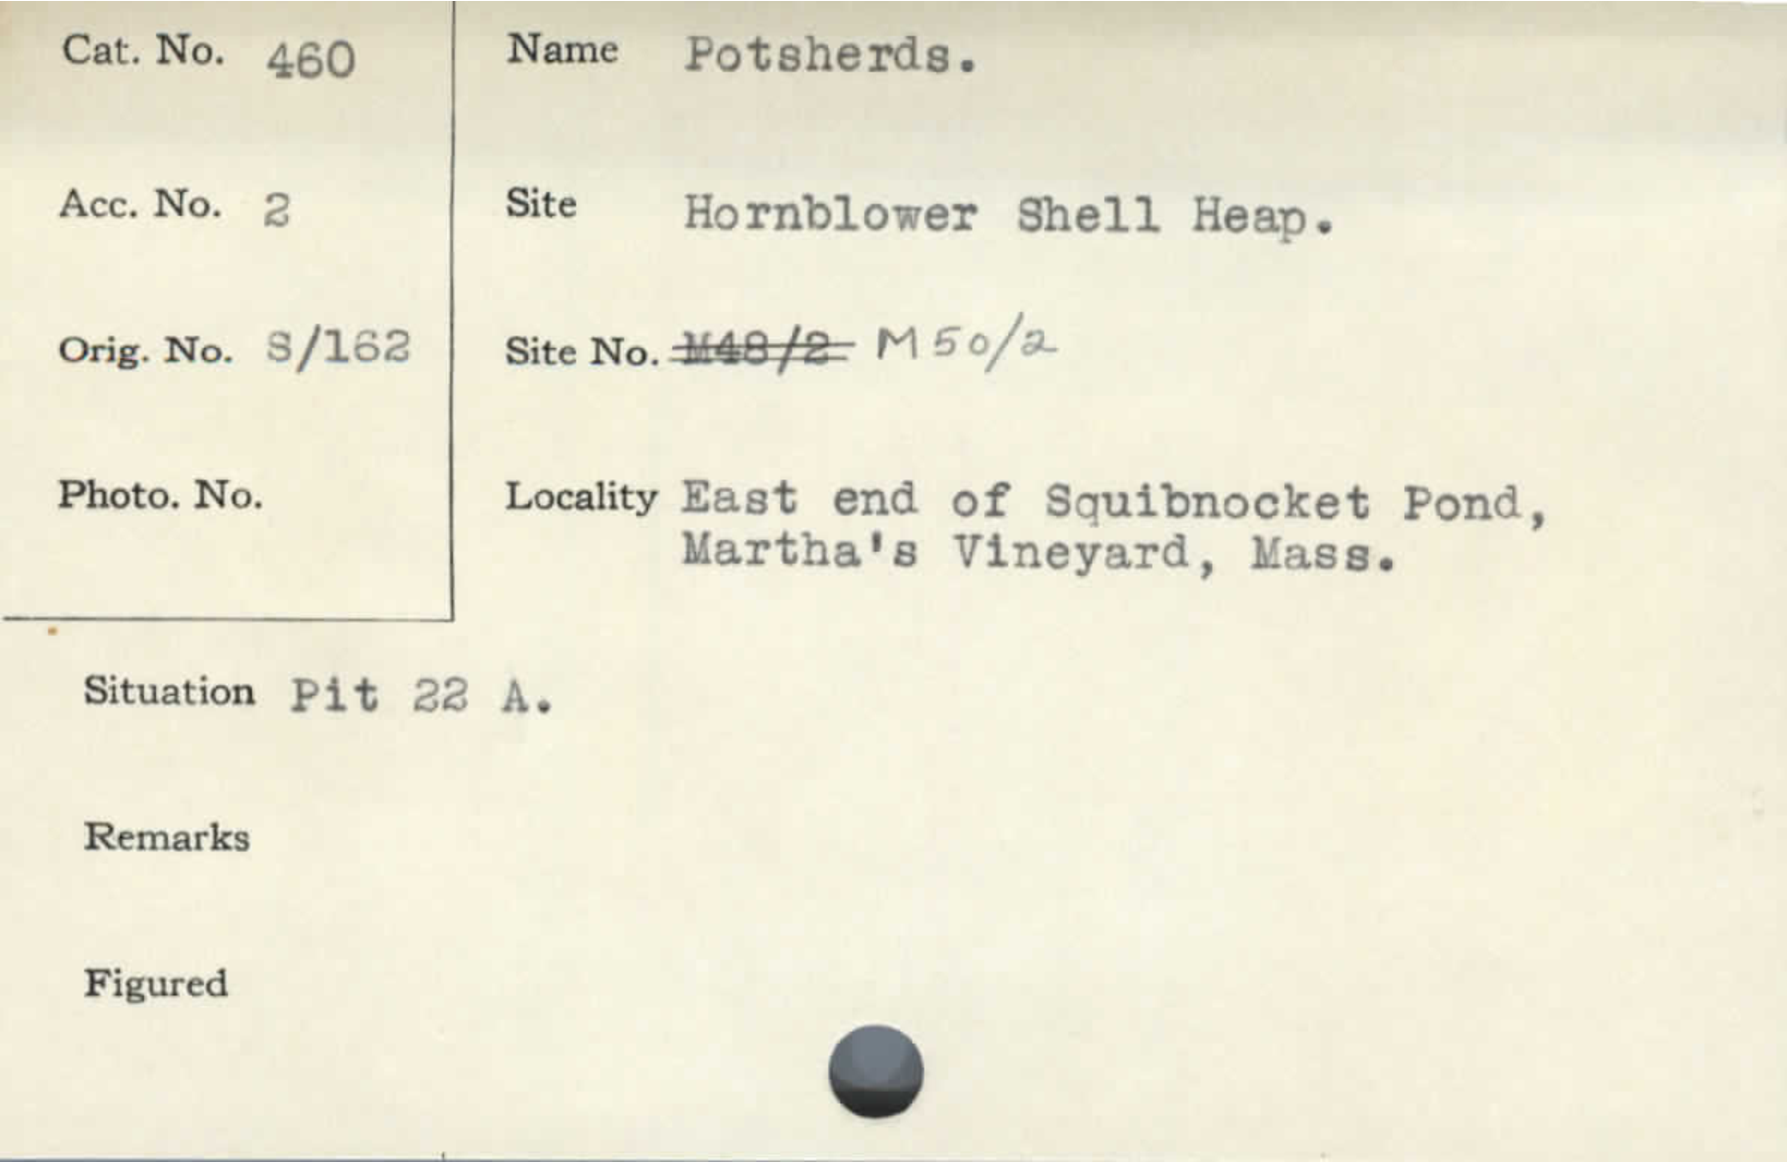 Cat. No. 460
Name Potsherds.
Acc. No. 2
Site Hornblower Shell Heap.
Orig. No. S/162
Site No. M48/2 M50/2
Photo. No.
Locality East end of Squibnocket Pond,
Martha's Vineyard, Mass.
Situation Pit 22 A.
Remarks
Figured